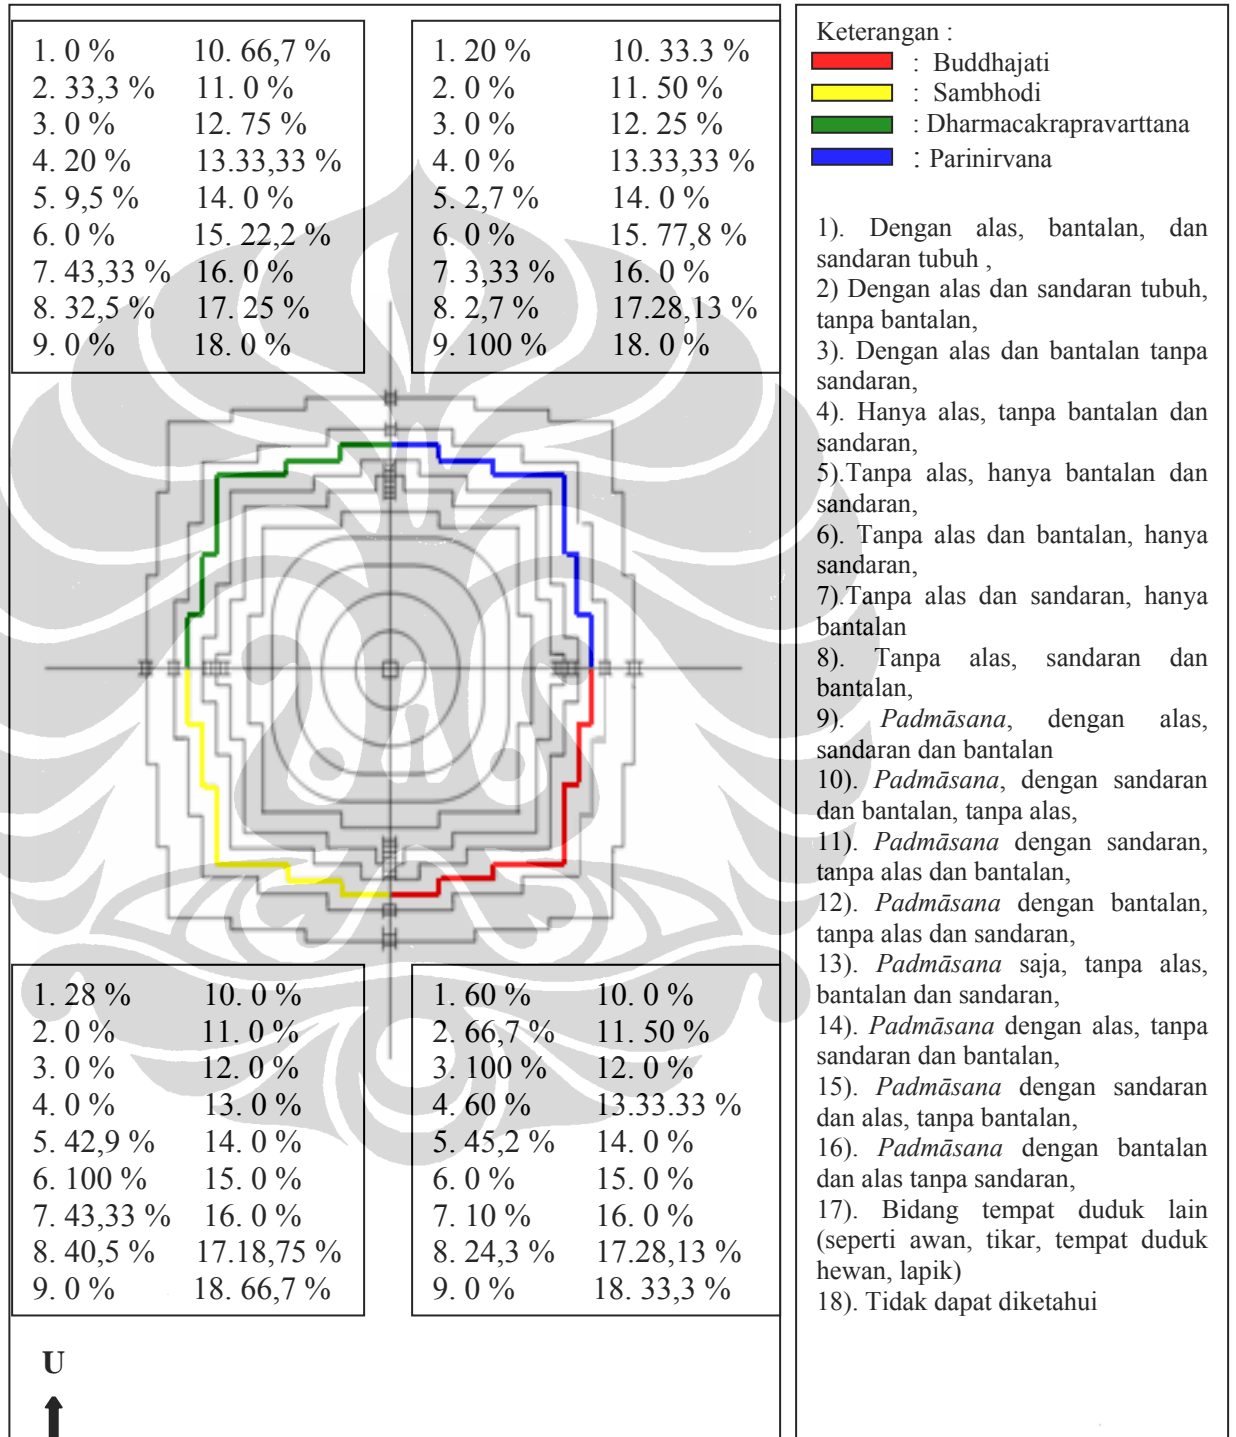 1. 0 % 10. 66,7 %
2. 33,3 % 11. 0 %
3. 0 % 12. 75 %
4. 20 % 13.33,33 %
5. 9,5 % 14. 0 %
6. 0 % 15. 22,2 %
7. 43,33 % 16. 0 %
8. 32,5 % 17. 25 %
9. 0 % 18. 0 %
1. 20 % 10. 33.3 %
2. 0 % 11. 50 %
3. 0 % 12. 25 %
4. 0 % 13.33,33 %
5. 2,7 % 14. 0 %
6. 0 % 15. 77,8 %
7. 3,33 % 16. 0 %
8. 2,7 % 17.28,13 %
9. 100 % 18. 0 %
1. 28 % 10. 0 %
2. 0 % 11. 0 %
3. 0 % 12. 0 %
4. 0 % 13. 0 %
5. 42,9 % 14. 0 %
6. 100 % 15. 0 %
7. 43,33 % 16. 0 %
8. 40,5 % 17.18,75 %
9. 0 % 18. 66,7 %
1. 60 % 10. 0 %
2. 66,7 % 11. 50 %
3. 100 % 12. 0 %
4. 60 % 13.33.33 %
5. 45,2 % 14. 0 %
6. 0 % 15. 0 %
7. 10 % 16. 0 %
8. 24,3 % 17.28,13 %
9. 0 % 18. 33,3 %
U
Keterangan :
: Buddhajati
: Sambhodi
: Dharmacakrapravarttana
: Parinirvana
1). Dengan alas, bantalan, dan
sandaran tubuh ,
2) Dengan alas dan sandaran tubuh,
tanpa bantalan,
3). Dengan alas dan bantalan tanpa
sandaran,
4). Hanya alas, tanpa bantalan dan
sandaran,
5).Tanpa alas, hanya bantalan dan
sandaran,
6). Tanpa alas dan bantalan, hanya
sandaran,
7).Tanpa alas dan sandaran, hanya
bantalan
8). Tanpa alas, sandaran dan
bantalan,
9). Padmāsana, dengan alas,
sandaran dan bantalan
10). Padmāsana, dengan sandaran
dan bantalan, tanpa alas,
11). Padmāsana dengan sandaran,
tanpa alas dan bantalan,
12). Padmāsana dengan bantalan,
tanpa alas dan sandaran,
13). Padmāsana saja, tanpa alas,
bantalan dan sandaran,
14). Padmāsana dengan alas, tanpa
sandaran dan bantalan,
15). Padmāsana dengan sandaran
dan alas, tanpa bantalan,
16). Padmāsana dengan bantalan
dan alas tanpa sandaran,
17). Bidang tempat duduk lain
(seperti awan, tikar, tempat duduk
hewan, lapik)
18). Tidak dapat diketahui